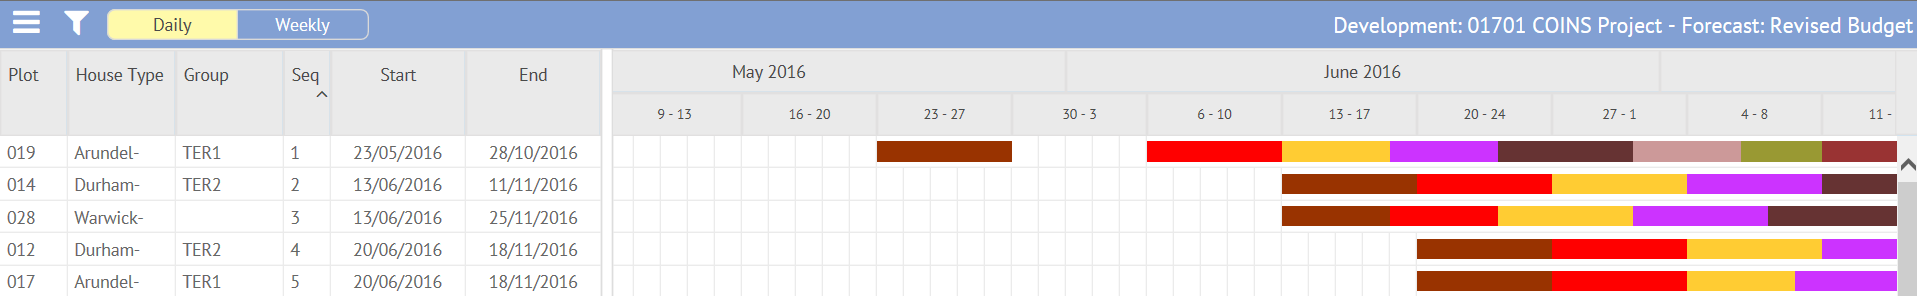 Daily Weekly Development: 01701 COINS Project - Forecast: Revised Budget
Plot House Type Group Seq Start End May 2016 June 2016
9 - 13 16 - 20 23 - 27 30 - 3 6 - 10 13 - 17 20 - 24 27 - 1 4 - 8 11 -
019 Arundel- TER1 1 23/05/2016 28/10/2016
014 Durham- TER2 2 13/06/2016 11/11/2016
028 Warwick- 3 13/06/2016 25/11/2016
012 Durham- TER2 4 20/06/2016 18/11/2016
017 Arundel- TER1 5 20/06/2016 18/11/2016